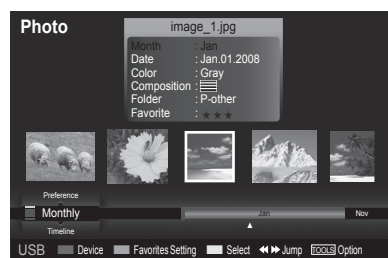 Photo
image_1.jpg
Month : Jan
Date : Jan.01.2008
Color : Gray
Composition :
Folder : P-other
Favorite : ★★★
Preference
Monthly
Timeline
Jan
Nov
USB Device Favorites Setting Select ◄◄ ►► Jump TOOLS Option